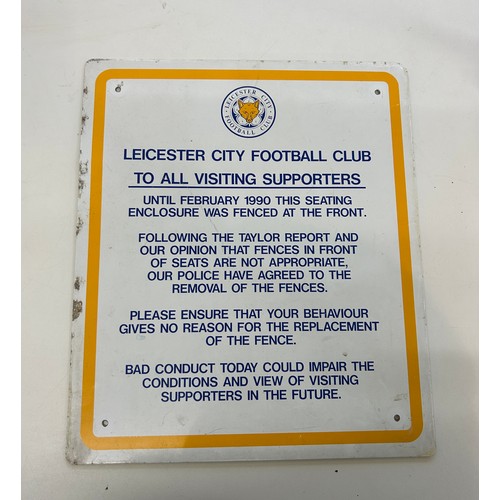 LEICESTER CITY
FOOTBALL CLUB
LEICESTER CITY FOOTBALL CLUB
TO ALL VISITING SUPPORTERS
UNTIL FEBRUARY 1990 THIS SEATING
ENCLOSURE WAS FENCED AT THE FRONT.
FOLLOWING THE TAYLOR REPORT AND
OUR OPINION THAT FENCES IN FRONT
OF SEATS ARE NOT APPROPRIATE,
OUR POLICE HAVE AGREED TO THE
REMOVAL OF THE FENCES.
PLEASE ENSURE THAT YOUR BEHAVIOUR
GIVES NO REASON FOR THE REPLACEMENT
OF THE FENCE.
BAD CONDUCT TODAY COULD IMPAIR THE
CONDITIONS AND VIEW OF VISITING
SUPPORTERS IN THE FUTURE.